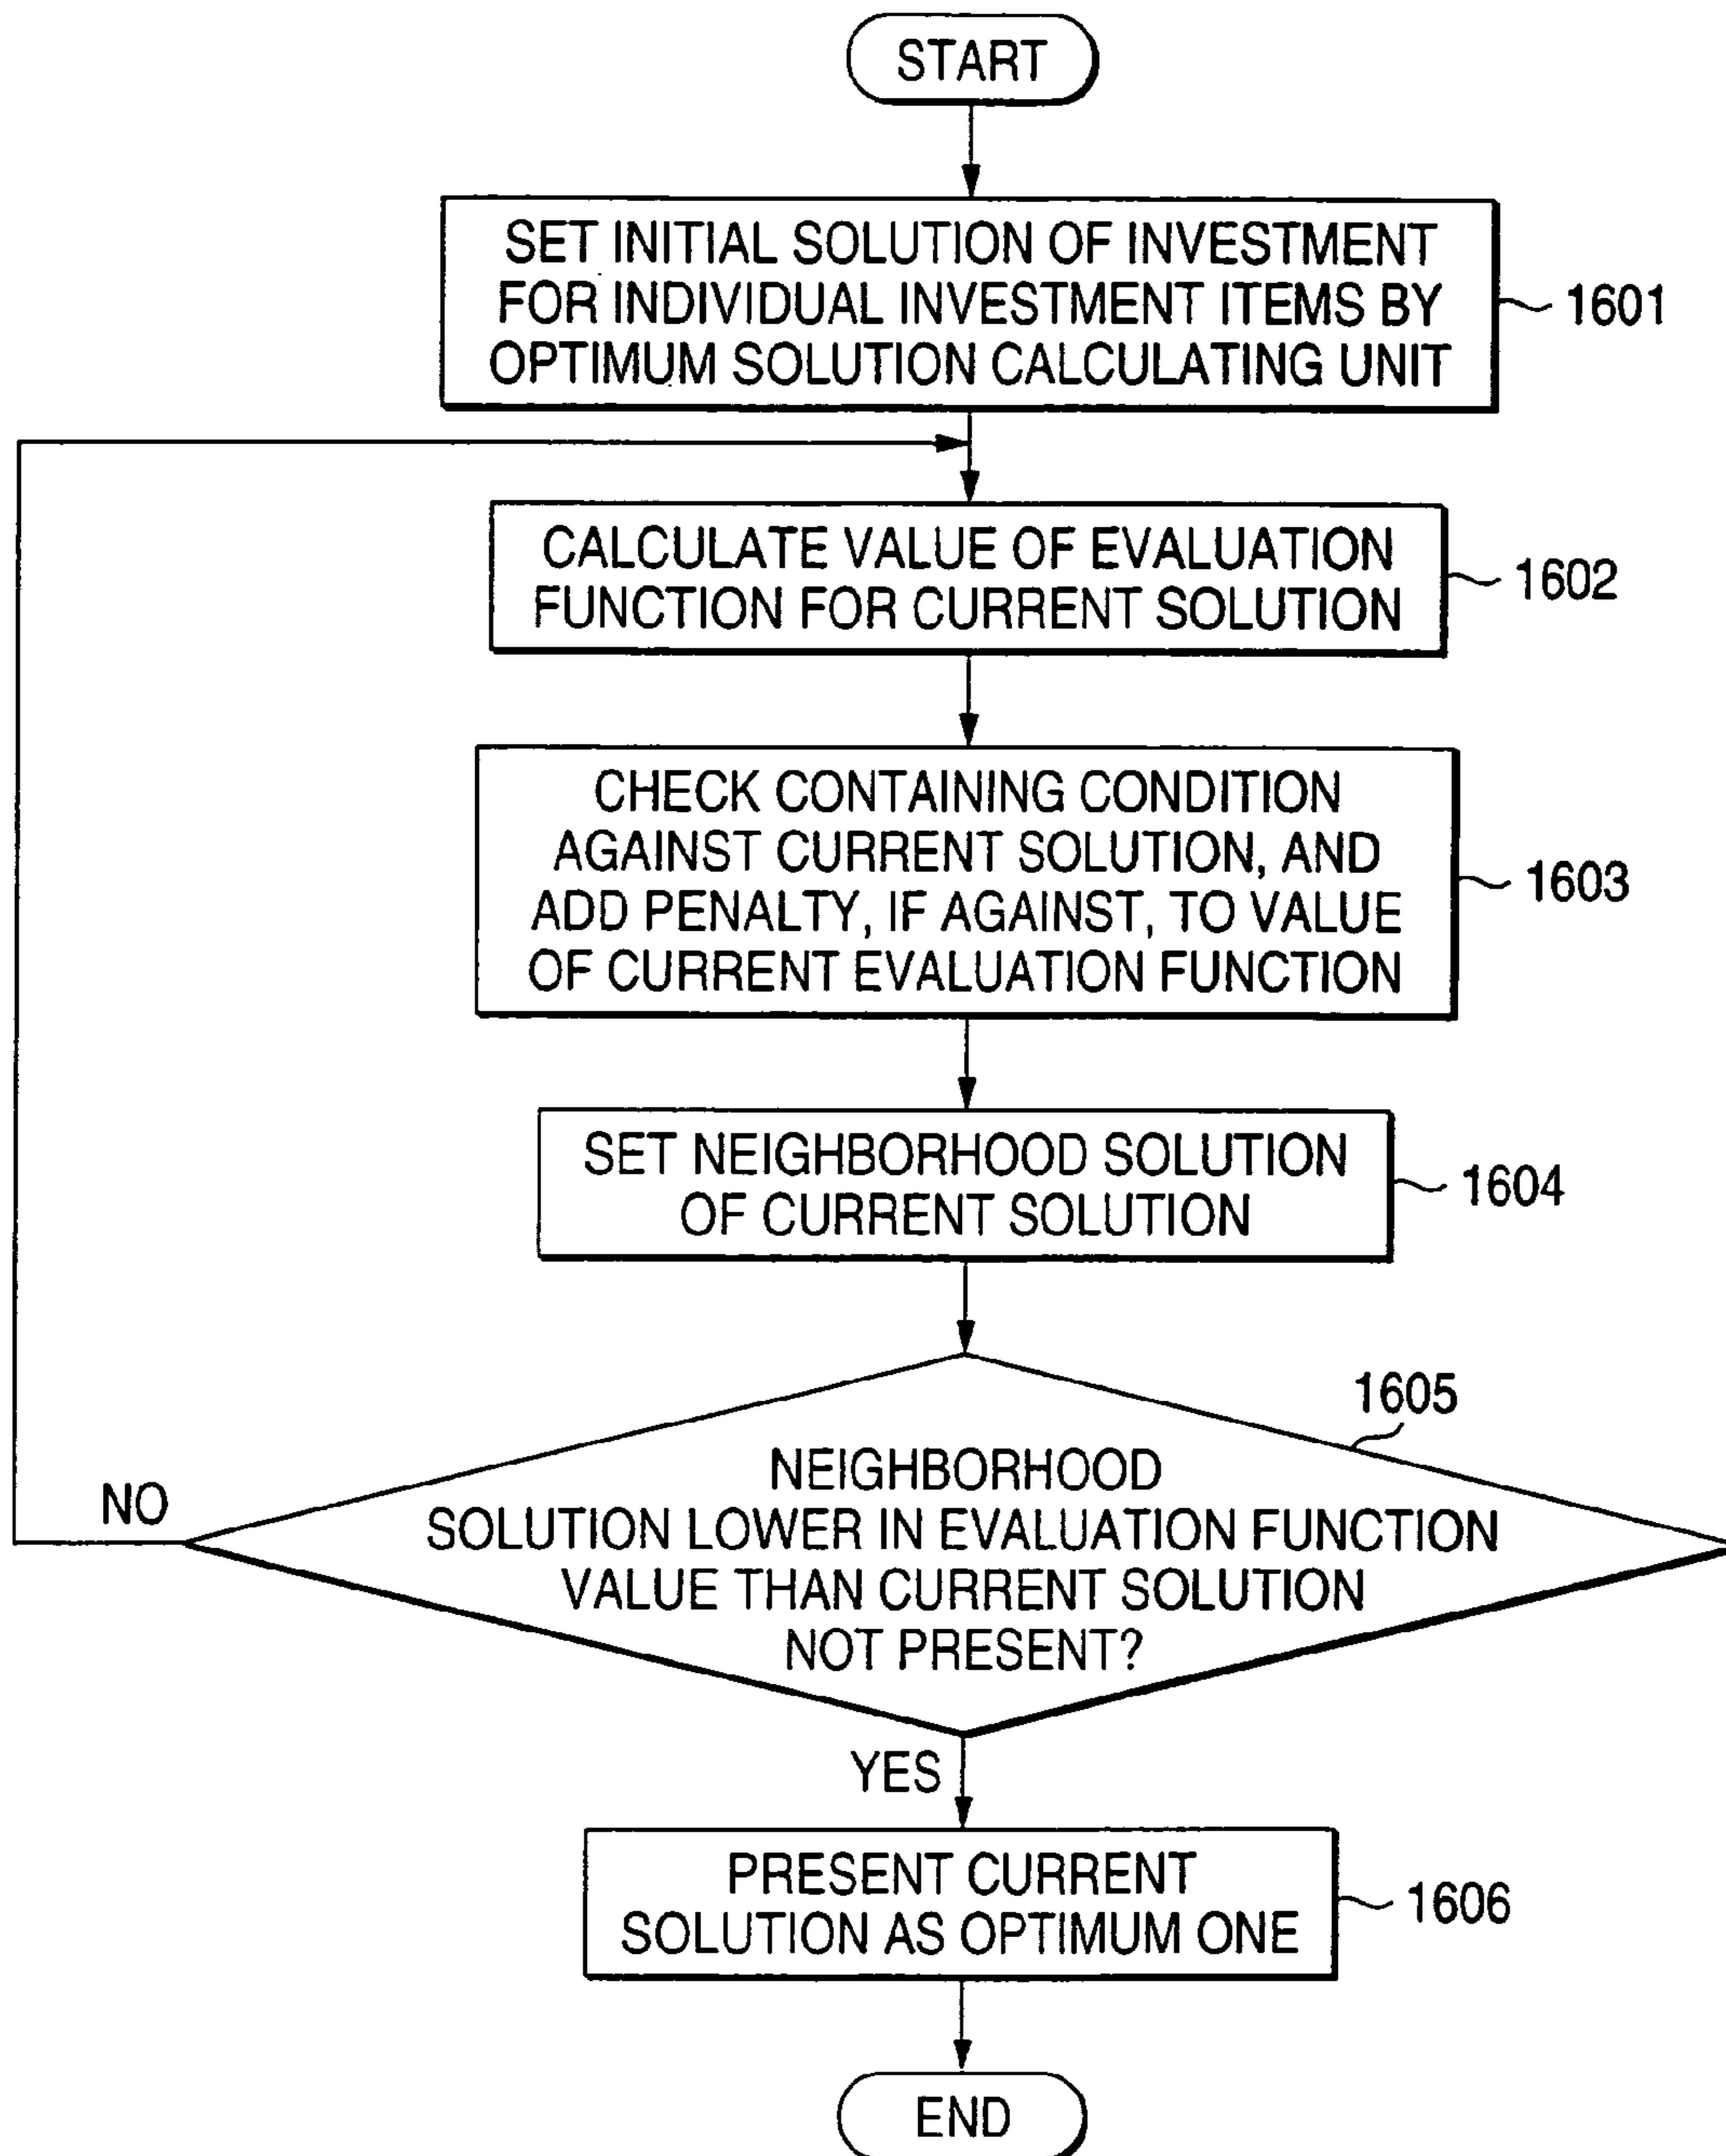 START
SET INITIAL SOLUTION OF INVESTMENT
FOR INDIVIDUAL INVESTMENT ITEMS BY
OPTIMUM SOLUTION CALCULATING UNIT
1601
CALCULATE VALUE OF EVALUATION
FUNCTION FOR CURRENT SOLUTION
1602
CHECK CONTAINING CONDITION
AGAINST CURRENT SOLUTION, AND
ADD PENALTY, IF AGAINST, TO VALUE
OF CURRENT EVALUATION FUNCTION
1603
SET NEIGHBORHOOD SOLUTION
OF CURRENT SOLUTION
1604
1605
NEIGHBORHOOD
SOLUTION LOWER IN EVALUATION FUNCTION
VALUE THAN CURRENT SOLUTION
NOT PRESENT?
NO
YES
PRESENT CURRENT
SOLUTION AS OPTIMUM ONE
1606
END